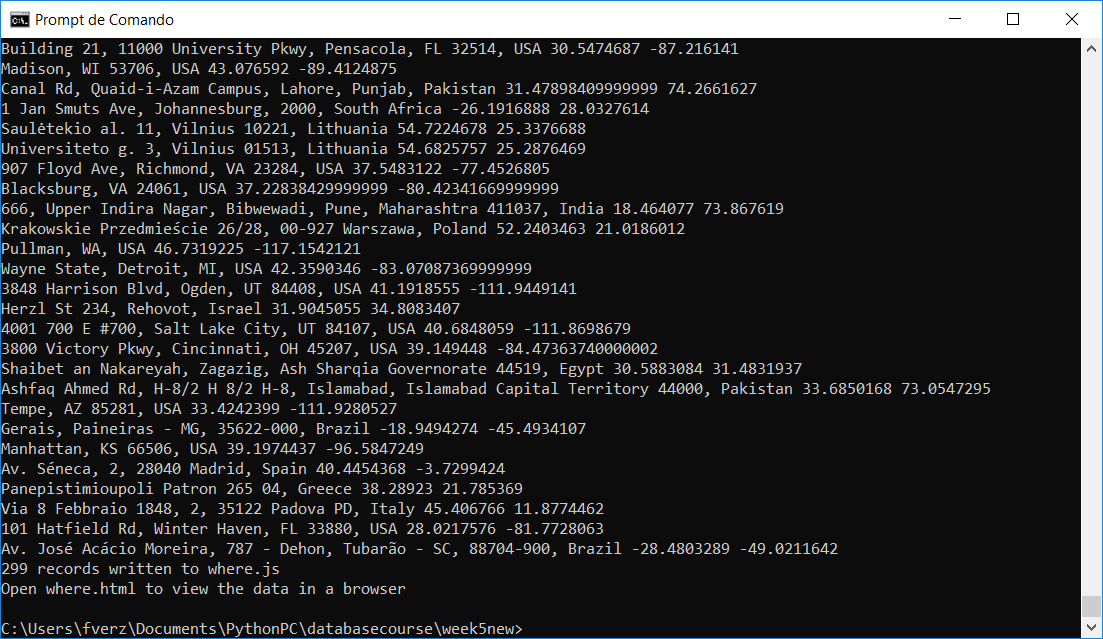 Prompt de Comando
Building 21, 11000 University Pkwy, Pensacola, FL 32514, USA 30.5474687 -87.216141
Madison, WI 53706, USA 43.076592 -89.4124875
Canal Rd, Quaid-i-Azam Campus, Lahore, Punjab, Pakistan 31.47898409999999 74.2661627
1 Jan Smuts Ave, Johannesburg, 2000, South Africa -26.1916888 28.0327614
Saulėtekio al. 11, Vilnius 10221, Lithuania 54.7224678 25.3376688
Universiteto g. 3, Vilnius 01513, Lithuania 54.6825757 25.2876469
907 Floyd Ave, Richmond, VA 23284, USA 37.5483122 -77.4526805
Blacksburg, VA 24061, USA 37.22838429999999 -80.42341669999999
666, Upper Indira Nagar, Bibwewadi, Pune, Maharashtra 411037, India 18.464077 73.867619
Krakowskie Przedmieście 26/28, 00-927 Warszawa, Poland 52.2403463 21.0186012
Pullman, WA, USA 46.7319225 -117.1542121
Wayne State, Detroit, MI, USA 42.3590346 -83.07087369999999
3848 Harrison Blvd, Ogden, UT 84408, USA 41.1918555 -111.9449141
Herzl St 234, Rehovot, Israel 31.9045055 34.8083407
4001 700 E #700, Salt Lake City, UT 84107, USA 40.6848059 -111.8698679
3800 Victory Pkwy, Cincinnati, OH 45207, USA 39.149448 -84.47363740000002
Shaibet an Nakareyah, Zagazig, Ash Sharqia Governorate 44519, Egypt 30.5883084 31.4831937
Ashfaq Ahmed Rd, H-8/2 H 8/2 H-8, Islamabad, Islamabad Capital Territory 44000, Pakistan 33.6850168 73.0547295
Tempe, AZ 85281, USA 33.4242399 -111.9280527
Gerais, Paineiras - MG, 35622-000, Brazil -18.9494274 -45.4934107
Manhattan, KS 66506, USA 39.1974437 -96.5847249
Av. Séneca, 2, 28040 Madrid, Spain 40.4454368 -3.7299424
Panepistimioupoli Patron 265 04, Greece 38.28923 21.785369
Via 8 Febbraio 1848, 2, 35122 Padova PD, Italy 45.406766 11.8774462
101 Hatfield Rd, Winter Haven, FL 33880, USA 28.0217576 -81.7728063
Av. José Acácio Moreira, 787 - Dehon, Tubarão - SC, 88704-900, Brazil -28.4803289 -49.0211642
299 records written to where.js
Open where.html to view the data in a browser
C:\Users\fverz\Documents\PythonPC\databasecourse\week5new>